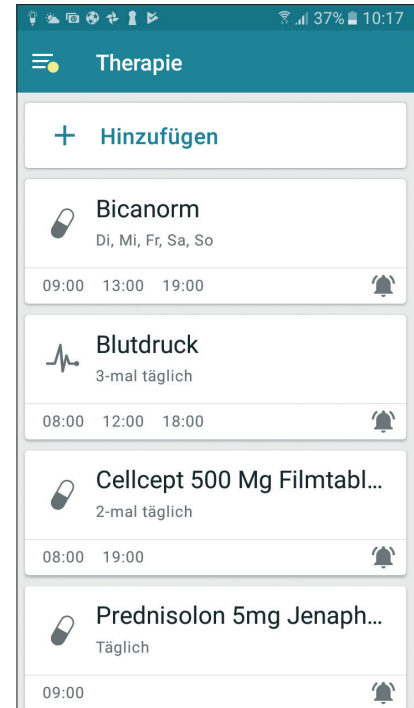 37% 10:17
Therapie
+ Hinzufügen
Bicanorm
Di, Mi, Fr, Sa, So
09:00 13:00 19:00
Blutdruck
3-mal täglich
08:00 12:00 18:00
Cellcept 500 Mg Filmtabl...
2-mal täglich
08:00 19:00
Prednisolon 5mg Jenaph...
Täglich
09:00